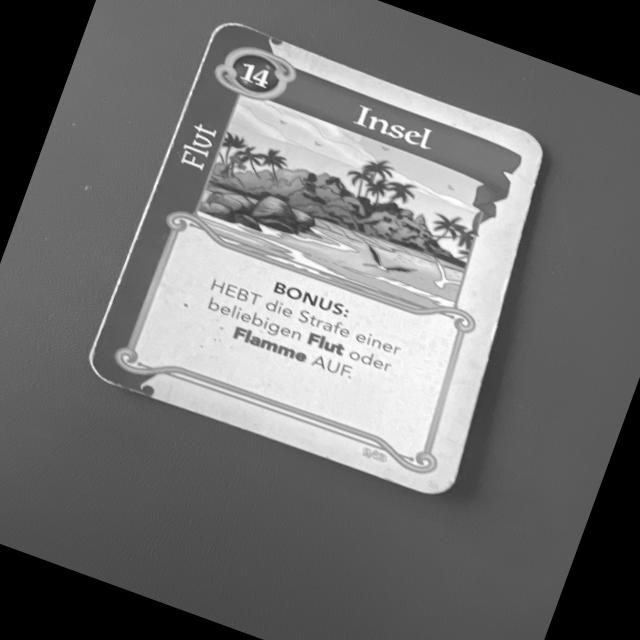 14
Insel
Flut
BONUS:
HEBT die Strafe einer
beliebigen Flut oder
Flamme AUF